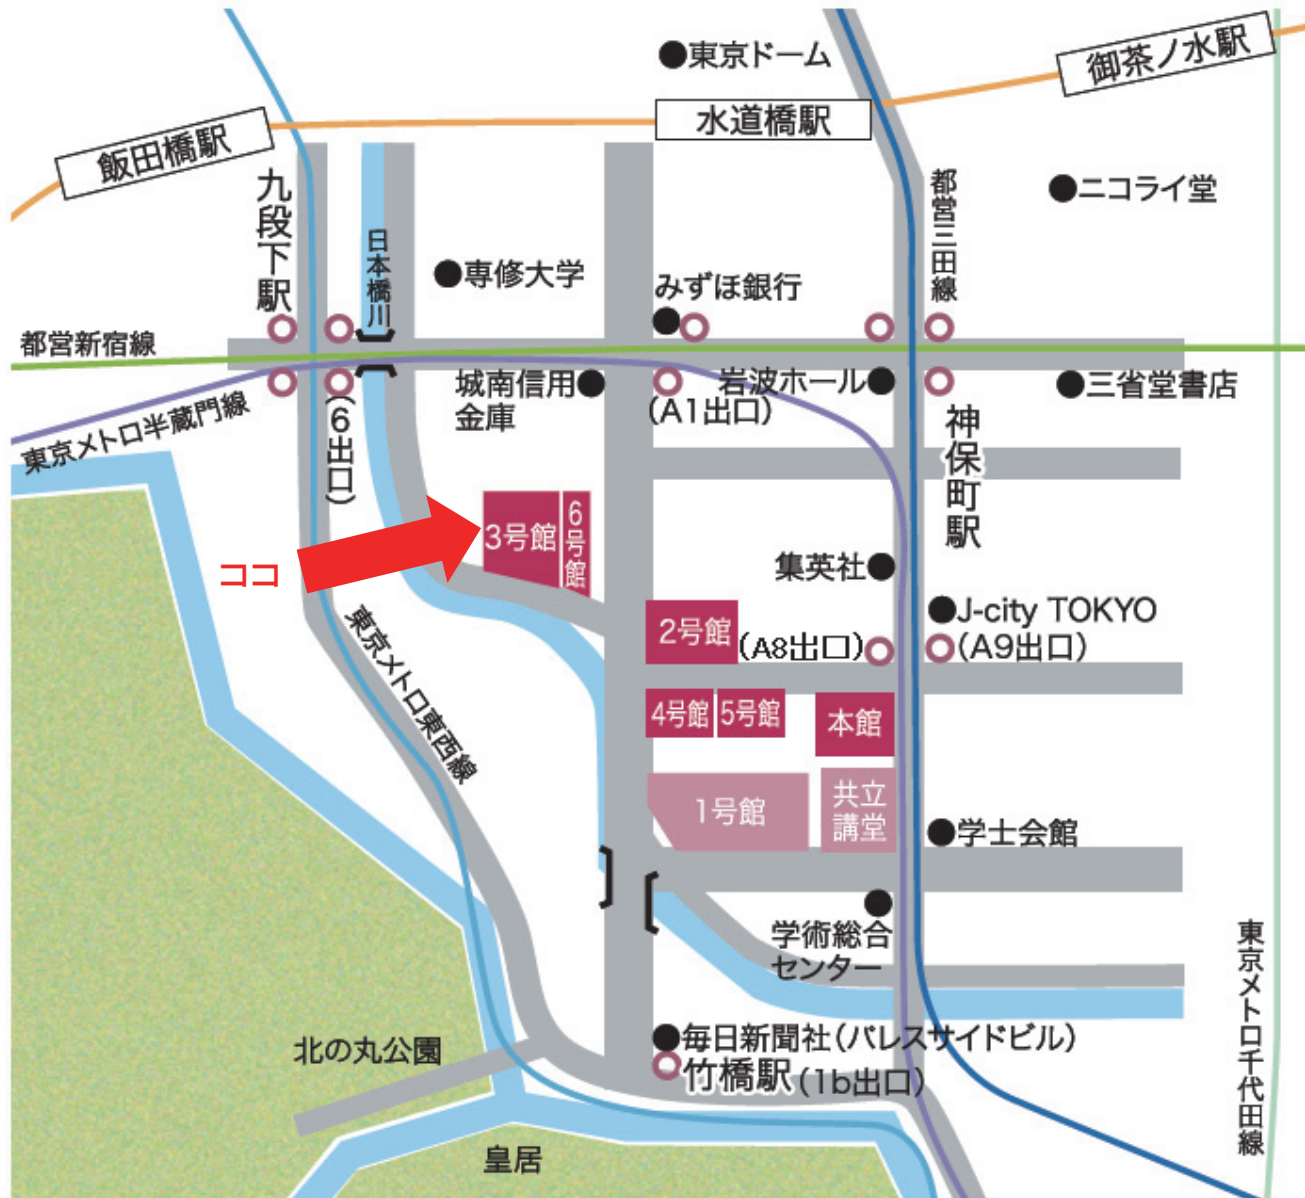 東京ドーム
御茶ノ水駅
水道橋駅
飯田橋駅
九段下駅
都営三田線
ニコライ堂
日本橋川
専修大学
みずほ銀行
都営新宿線
城南信用
金庫
岩波ホール
三省堂書店
(A1出口)
(6出口)
東京メトロ半蔵門線
神保町駅
3号館
6号館
ココ
集英社
J-city TOKYO
2号館
(A8出口)
(A9出口)
東京メトロ東西線
4号館
5号館
本館
1号館
共立
講堂
学士会館
学術総合
センター
東京メトロ千代田線
北の丸公園
毎日新聞社(パレスサイドビル)
竹橋駅(1b出口)
皇居